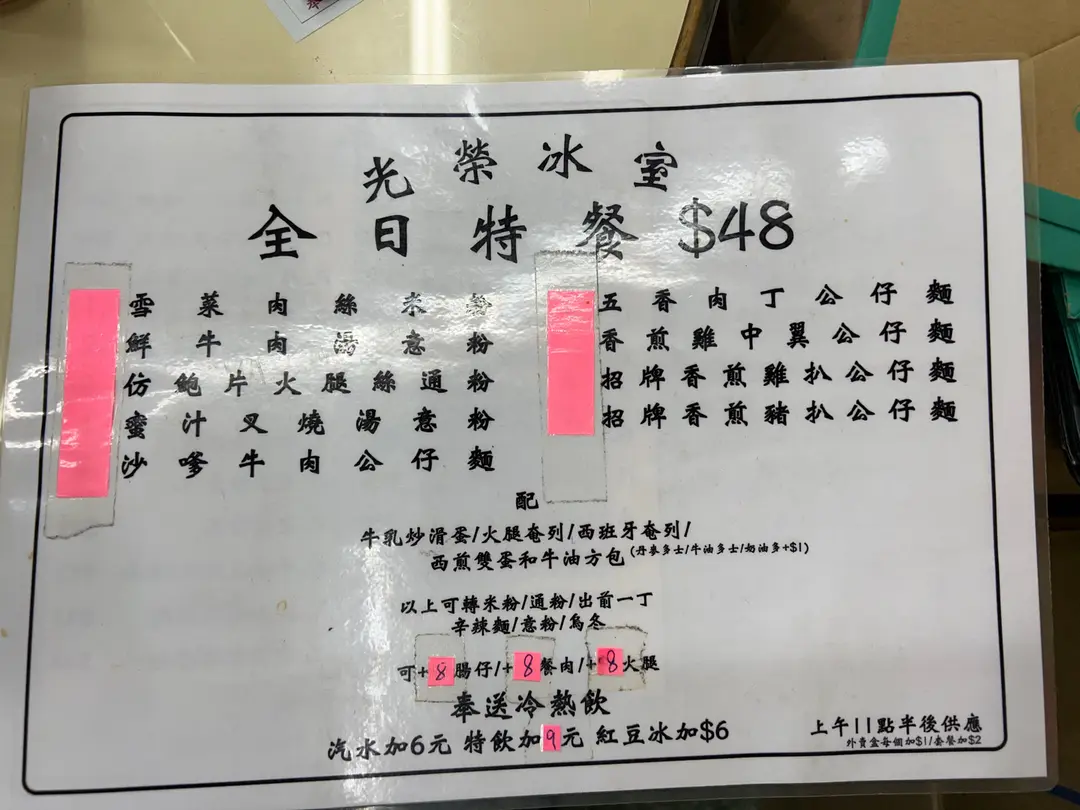 光榮冰室
全日特餐 $48
雪菜肉絲米粉
鮮牛肉湯意粉
仿鮑片火腿絲通粉
蜜汁叉燒湯意粉
沙嗲牛肉公仔麵
五香肉丁公仔麵
香煎雞中翼公仔麵
招牌香煎雞扒公仔麵
招牌香煎豬扒公仔麵
配
牛乳炒滑蛋/火腿奄列/西班牙奄列/
西煎雙蛋和牛油方包 (丹麥多士/牛油多士/奶油多+$1)
以上可轉米粉/通粉/出前一丁
辛辣麵/意粉/烏冬
可+8腸仔/+8餐肉/+8火腿
奉送冷熱飲
汽水加6元 特飲加9元 紅豆冰加$6
上午11點半後供應
外賣盒每個加$1/套餐加$2